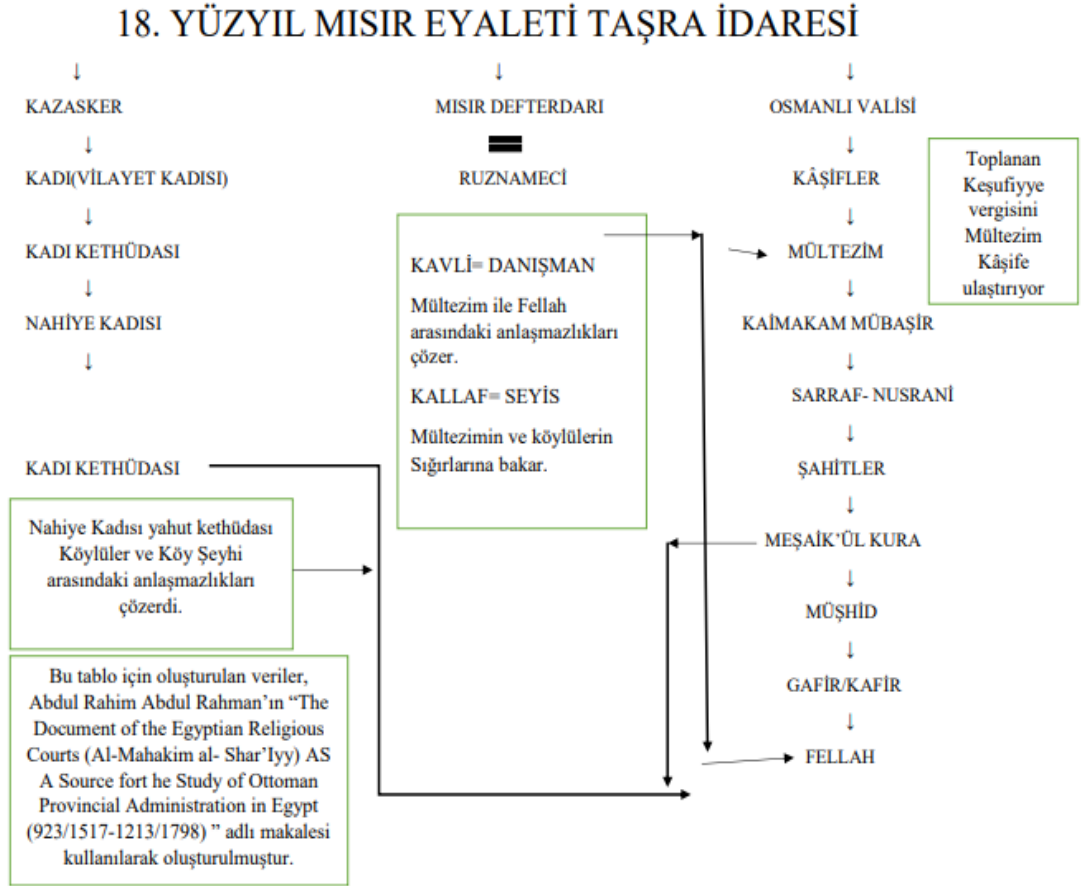 18. YÜZYIL MISIR EYALETİ TAŞRA İDARESİ
KAZASKER
KADI(VİLAYET KADISI)
KADI KETHÜDASI
NAHİYE KADISI
KADI KETHÜDASI
Nahiye Kadısı yahut kethüdası
Köylüler ve Köy Şeyhi
arasındaki anlaşmazlıkları
çözerdi.
Bu tablo için oluşturulan veriler,
Abdul Rahim Abdul Rahman’ın “The
Document of the Egyptian Religious
Courts (Al-Mahakim al- Shar’Iyy) AS
A Source fort he Study of Ottoman
Provincial Administration in Egypt
(923/1517-1213/1798) ” adlı makalesi
kullanılarak oluşturulmuştur.
MISIR DEFTERDARI
RUZNAMECİ
KAVLİ= DANIŞMAN
Mültezim ile Fellah
arasındaki anlaşmazlıkları
çözer.
KALLAF= SEYİS
Mültezimin ve köylülerin
Sığırlarına bakar.
OSMANLI VALİSİ
KÂŞİFLER
MÜLTEZİM
KAİMAKAM MÜBAŞİR
SARRAF- NUSRANİ
ŞAHİTLER
MEŞAİK’ÜL KURA
MÜŞHİD
GAFİR/KAFİR
FELLAH
Toplanan
Keşufiyye
vergisini
Mültezim
Kâşife
ulaştırıyor